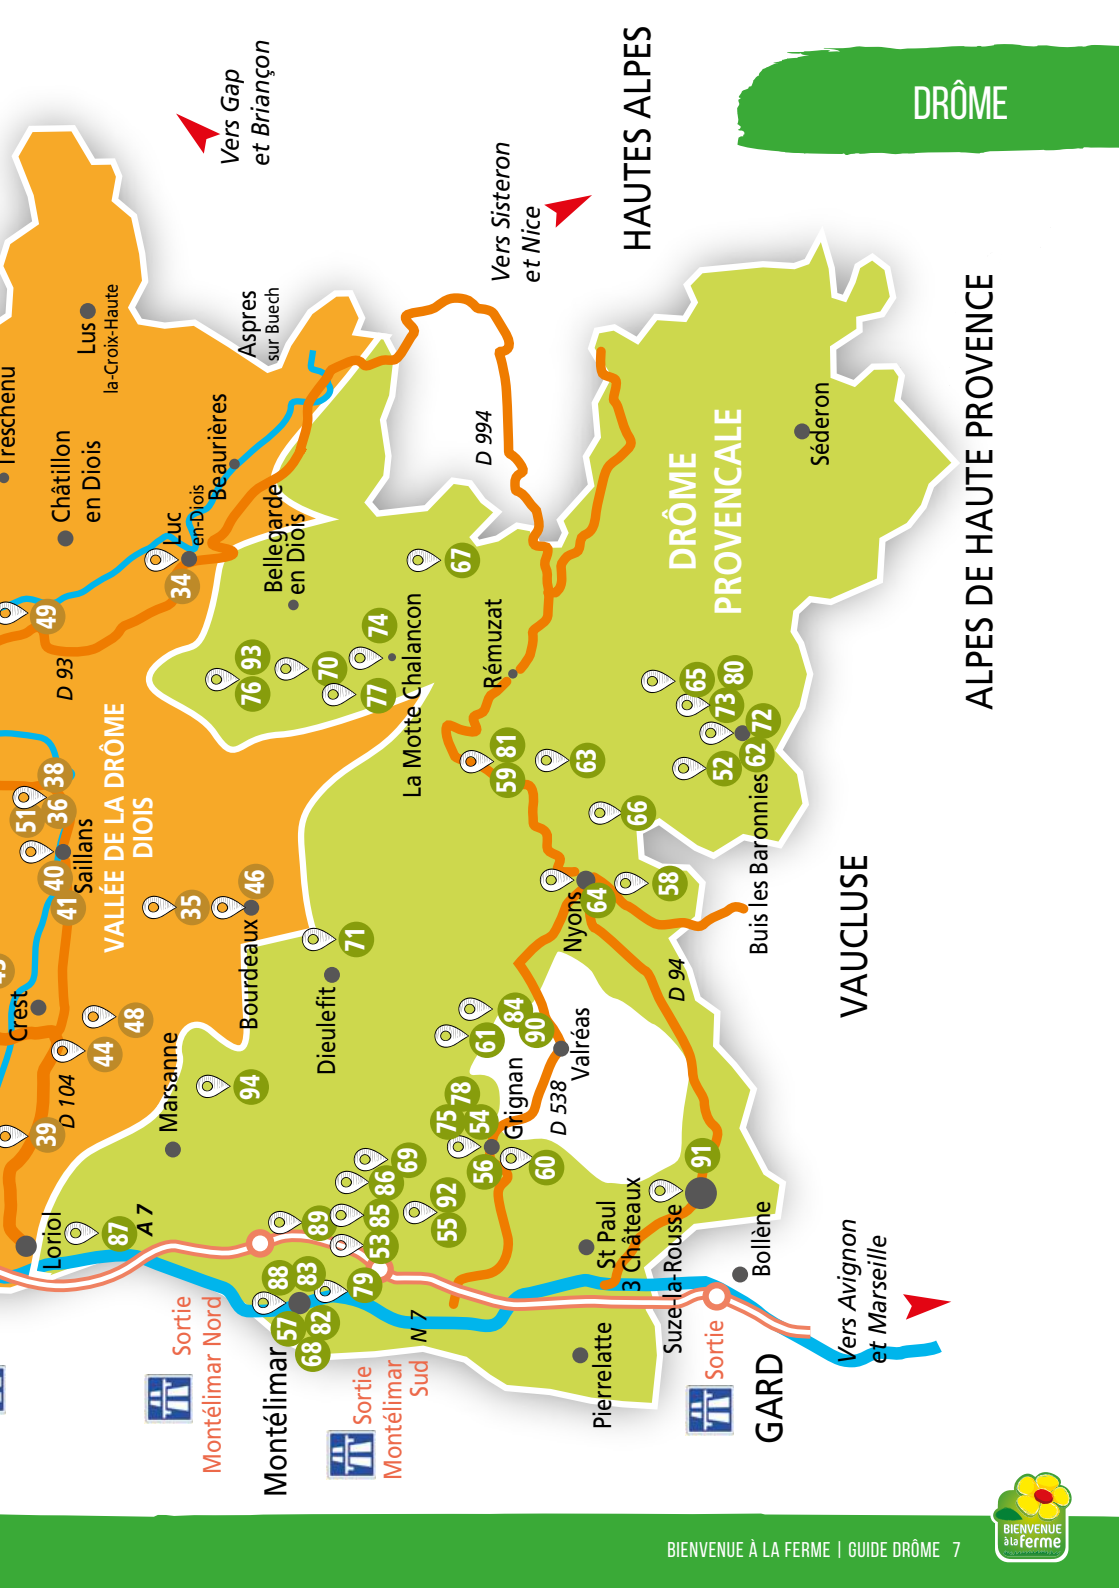 DRÔME
Vers Gap
et Briançon
HAUTES ALPES
Vers Sisteron
et Nice
ALPES DE HAUTE PROVENCE
Lus
la-Croix-Haute
Aspres
sur Buech
Treschenu
Châtillon
en Diois
Beaurières
Luc
en-Diois
34
49
D 93
Bellegarde
en Diois
D 994
Séderon
DRÔME
PROVENCALE
67
74
93
76
70
77
La Motte Chalancon
Rémuzat
65
80
73
72
62
52
Buis les Baronnies
VALLÉE DE LA DRÔME
DIOIS
38
51
36
Saillans
40
41
81
59
63
66
58
64
Nyons
VAUCLUSE
35
46
Bourdeaux
71
Dieulefit
D 94
Crest
48
44
D 104
39
Marsanne
94
61
84
90
Valréas
D 538
Grignan
78
75
54
56
60
91
Loriol
87
A 7
89
69
86
85
53
92
55
St Paul
3 Châteaux
Suze-la-Rousse
Bollène
Vers Avignon
et Marseille
Sortie
Montélimar Nord
88
83
79
57
82
68
Montélimar
N 7
Sortie
Montélimar
Sud
Pierrelatte
Sortie
GARD
BIENVENUE À LA FERME | GUIDE DRÔME 7
BIENVENUE
à la ferme